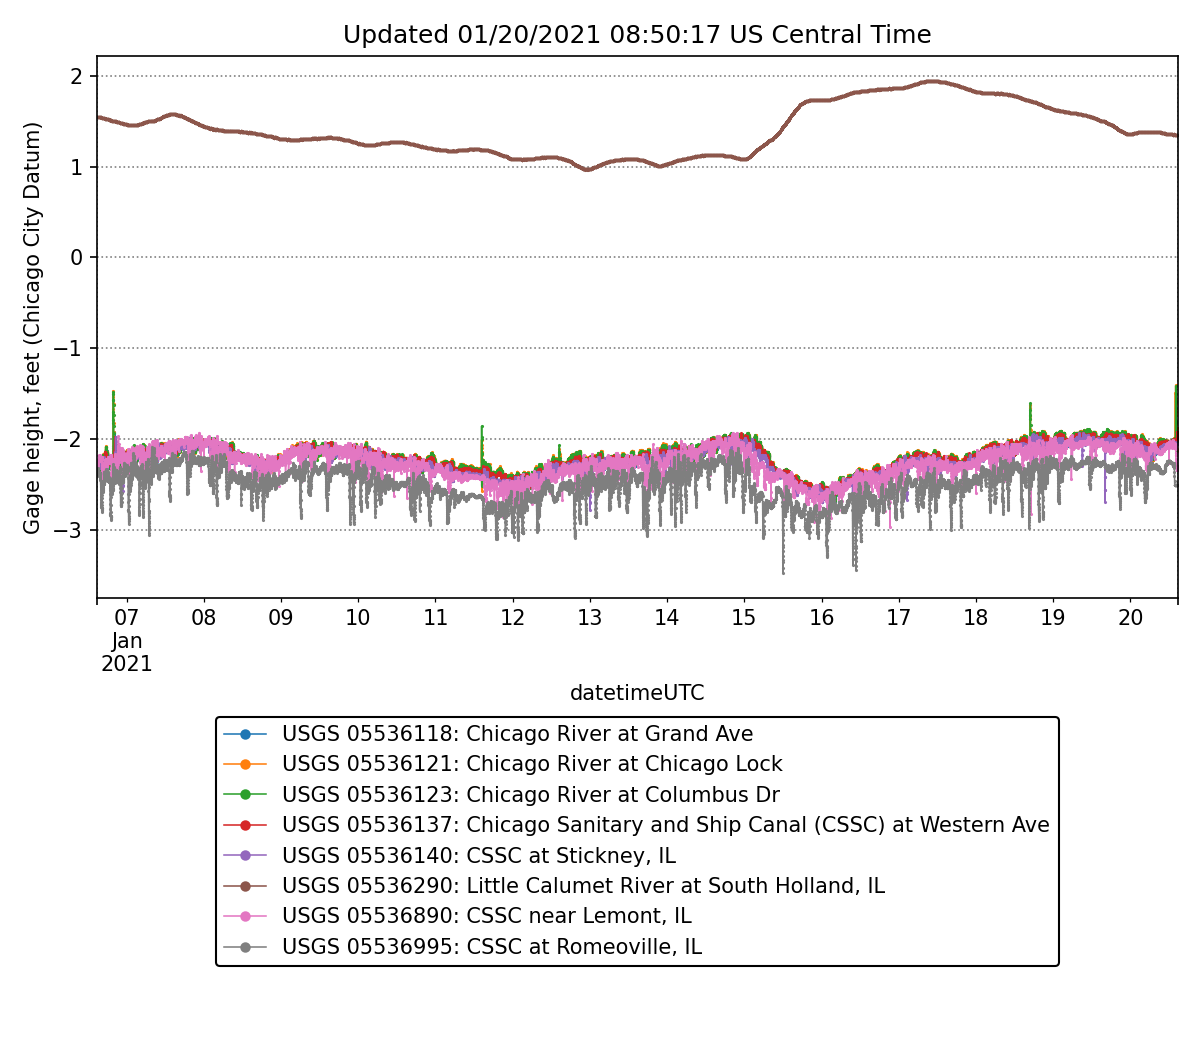 Updated 01/20/2021 08:50:17 US Central Time
Gage height, feet (Chicago City Datum)
2
1
0
−1
−2
−3
07 08 09 10 11 12 13 14 15 16 17 18 19 20
Jan
2021
datetimeUTC
USGS 05536118: Chicago River at Grand Ave
USGS 05536121: Chicago River at Chicago Lock
USGS 05536123: Chicago River at Columbus Dr
USGS 05536137: Chicago Sanitary and Ship Canal (CSSC) at Western Ave
USGS 05536140: CSSC at Stickney, IL
USGS 05536290: Little Calumet River at South Holland, IL
USGS 05536890: CSSC near Lemont, IL
USGS 05536995: CSSC at Romeoville, IL